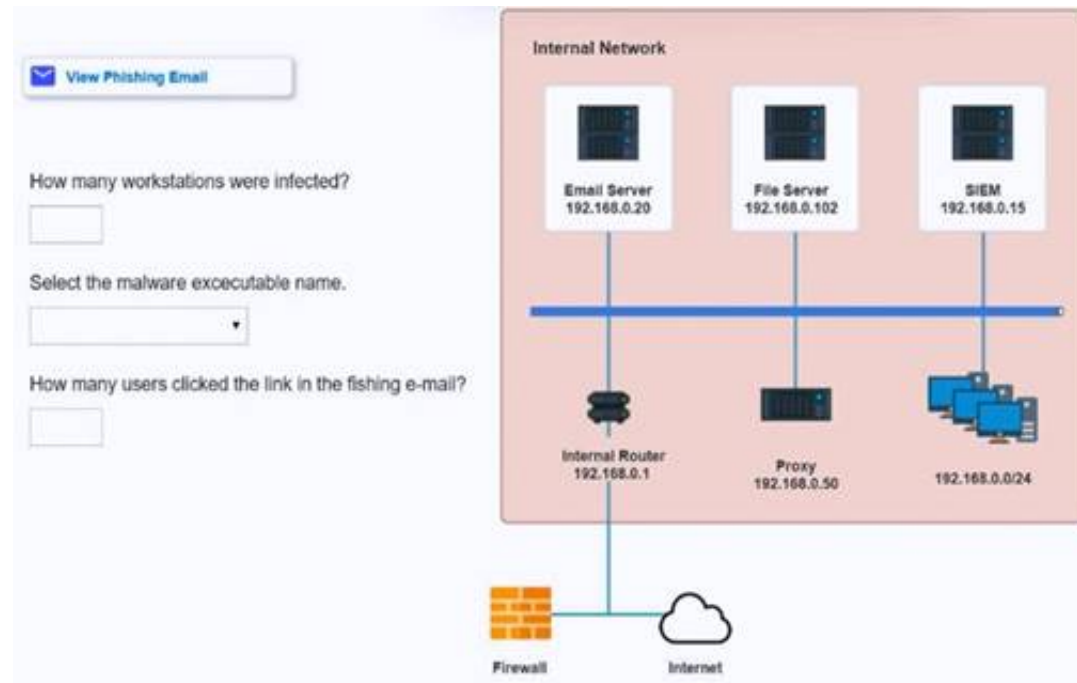 View Phishing Email
How many workstations were infected?
Select the malware excecutable name.
How many users clicked the link in the fishing e-mail?
Internal Network
Email Server
192.168.0.20
File Server
192.168.0.102
SIEM
192.168.0.15
Internal Router
192.168.0.1
Proxy
192.168.0.50
192.168.0.0/24
Firewall
Internet